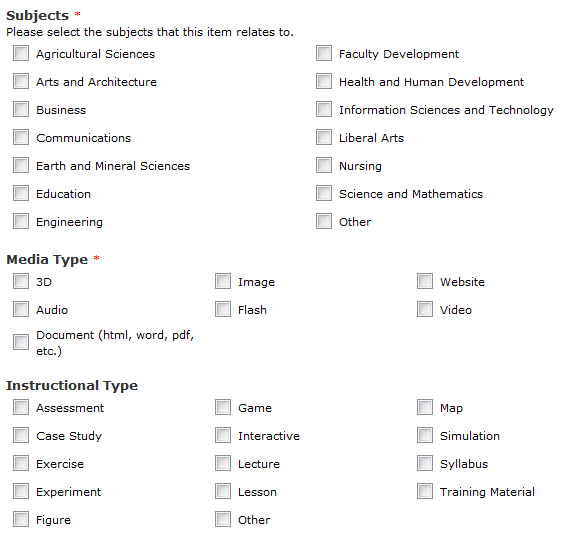 Subjects *
Please select the subjects that this item relates to.
Agricultural Sciences
Faculty Development
Arts and Architecture
Health and Human Development
Business
Information Sciences and Technology
Communications
Liberal Arts
Earth and Mineral Sciences
Nursing
Education
Science and Mathematics
Engineering
Other
Media Type *
3D
Image
Website
Audio
Flash
Video
Document (html, word, pdf,
etc.)
Instructional Type
Assessment
Game
Map
Case Study
Interactive
Simulation
Exercise
Lecture
Syllabus
Experiment
Lesson
Training Material
Figure
Other